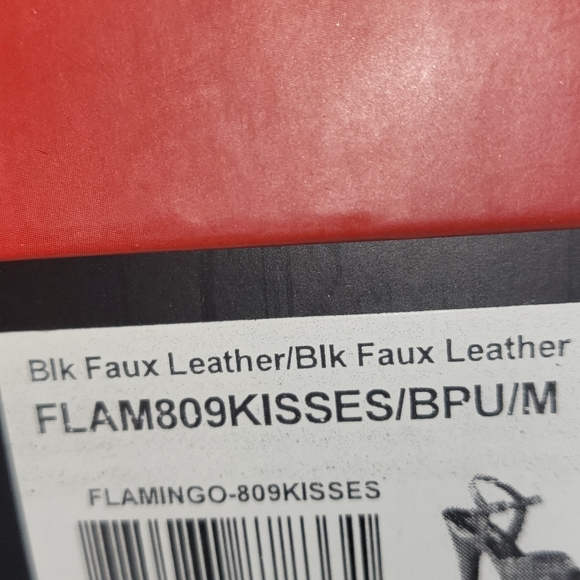 Blk Faux Leather/Blk Faux Leather
FLAM809KISSES/BPU/M
FLAMINGO-809KISSES